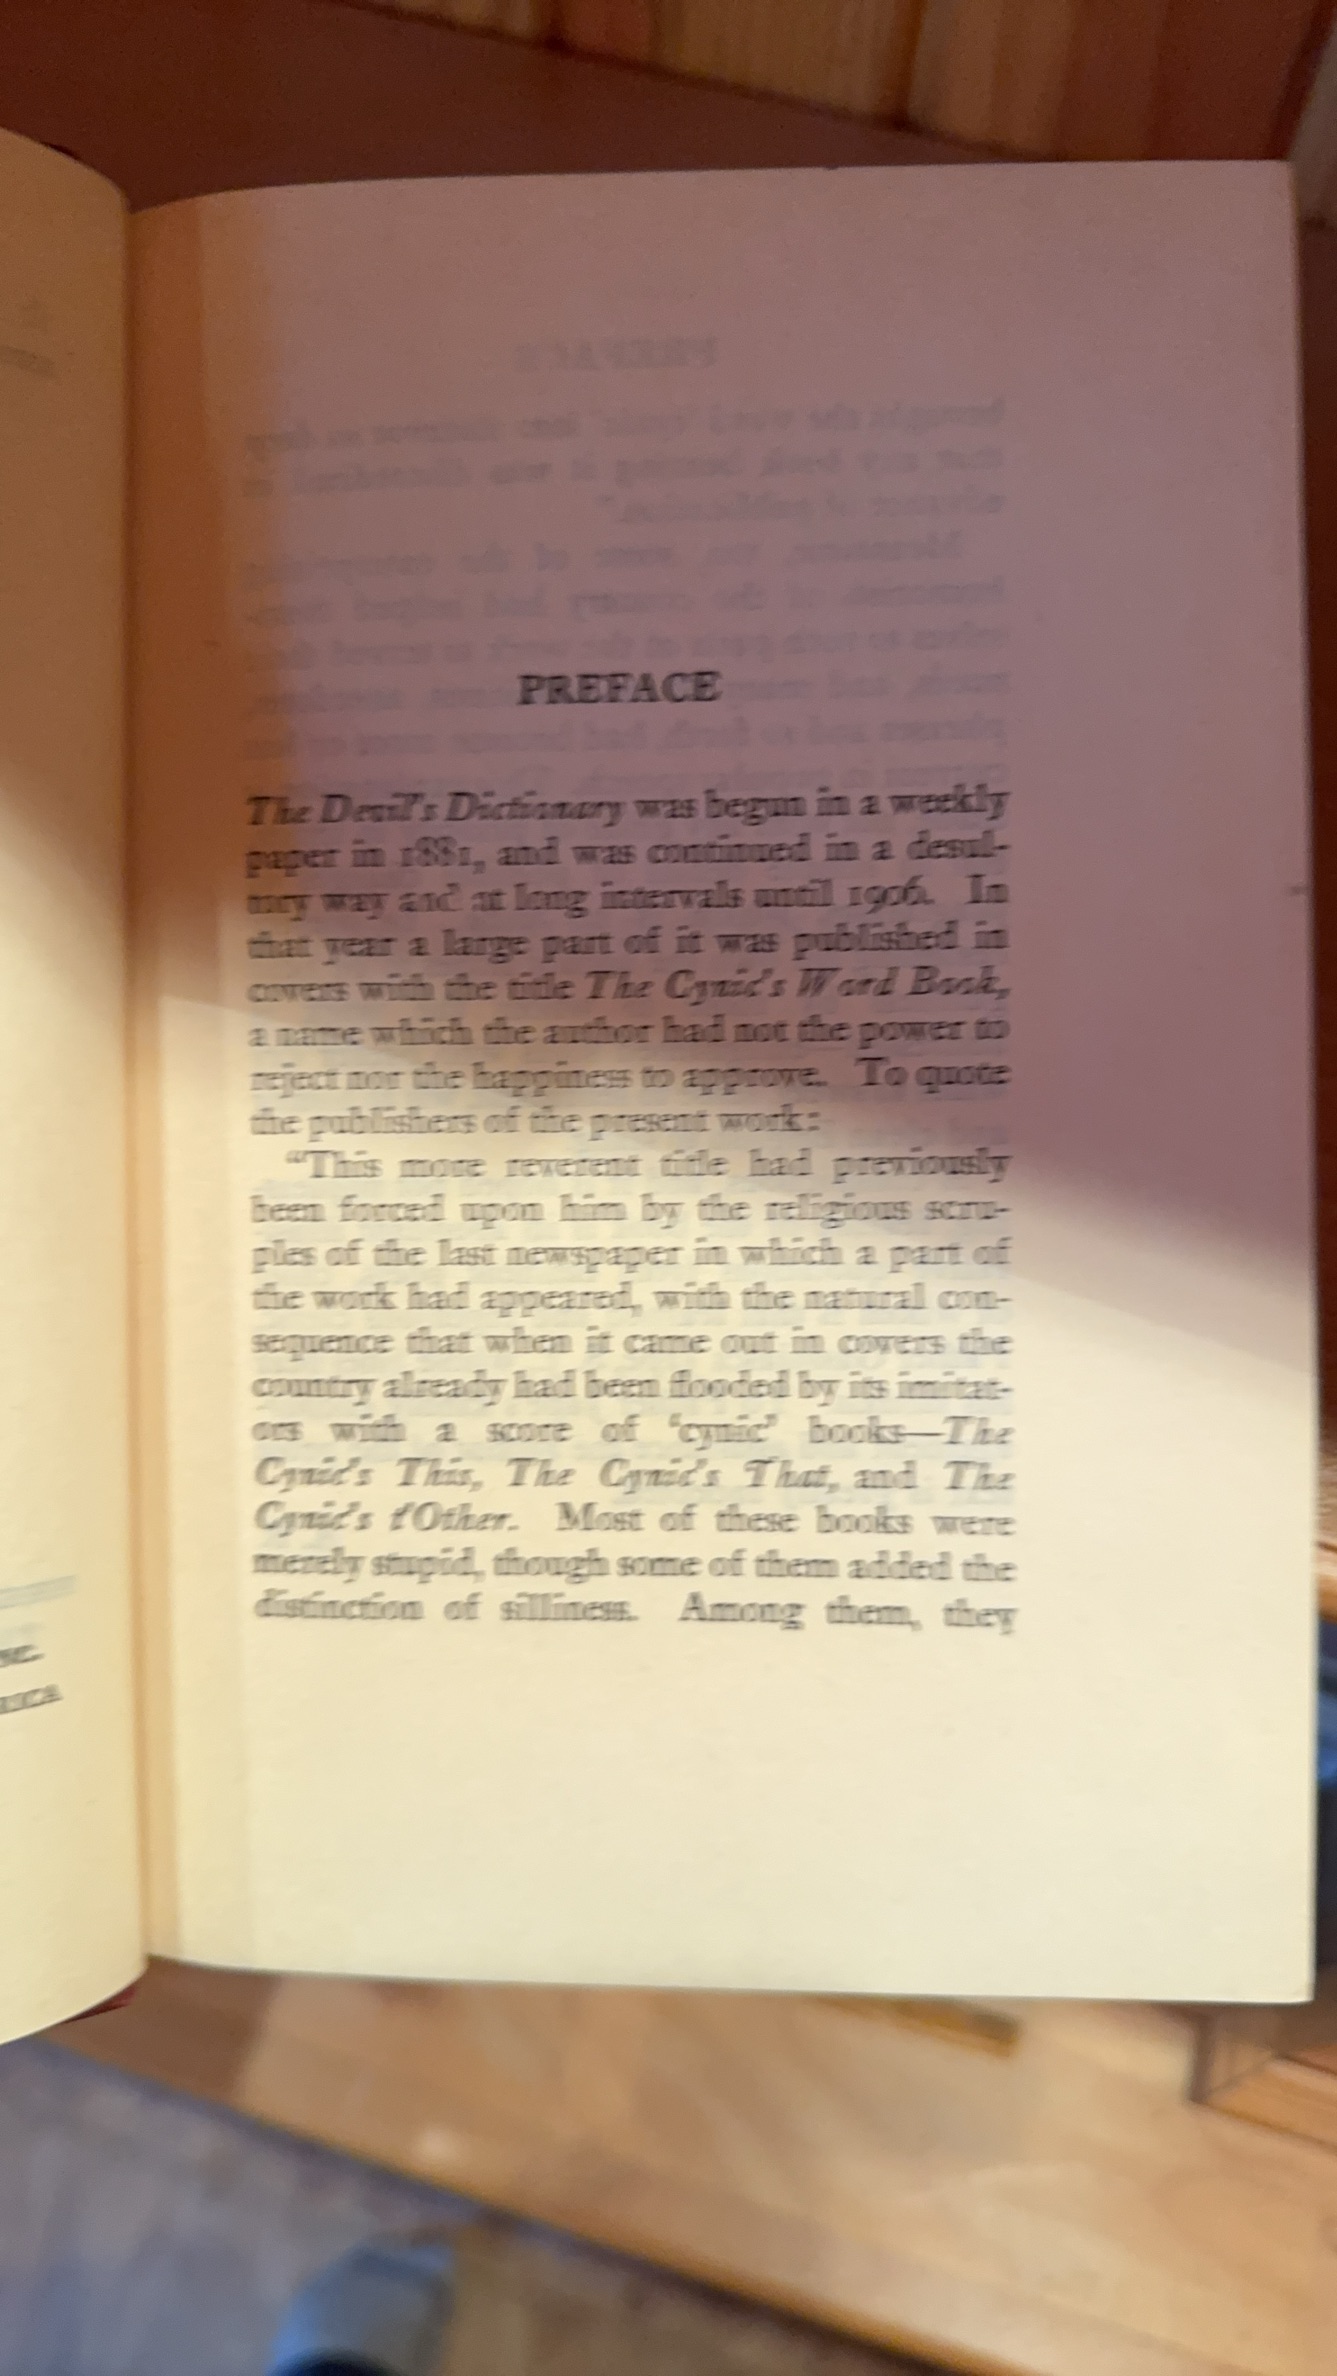 PREFACE
The Devil's Dictionary was begun in a weekly
paper in 1881, and was continued in a desul-
tory way and at long intervals until 1906. In
that year a large part of it was published in
covers with the title The Cynic's Word Book,
a name which the author had not the power to
reject nor the happiness to approve. To quote
the publishers of the present work:
"This more reverent title had previously
been forced upon him by the religious scru-
ples of the last newspaper in which a part of
the work had appeared, with the natural con-
sequence that when it came out in covers the
country already had been flooded by its imitat-
ors with a score of 'cynic' books—The
Cynic's This, The Cynic's That, and The
Cynic's t'Other. Most of these books were
merely stupid, though some of them added the
distinction of silliness. Among them, they